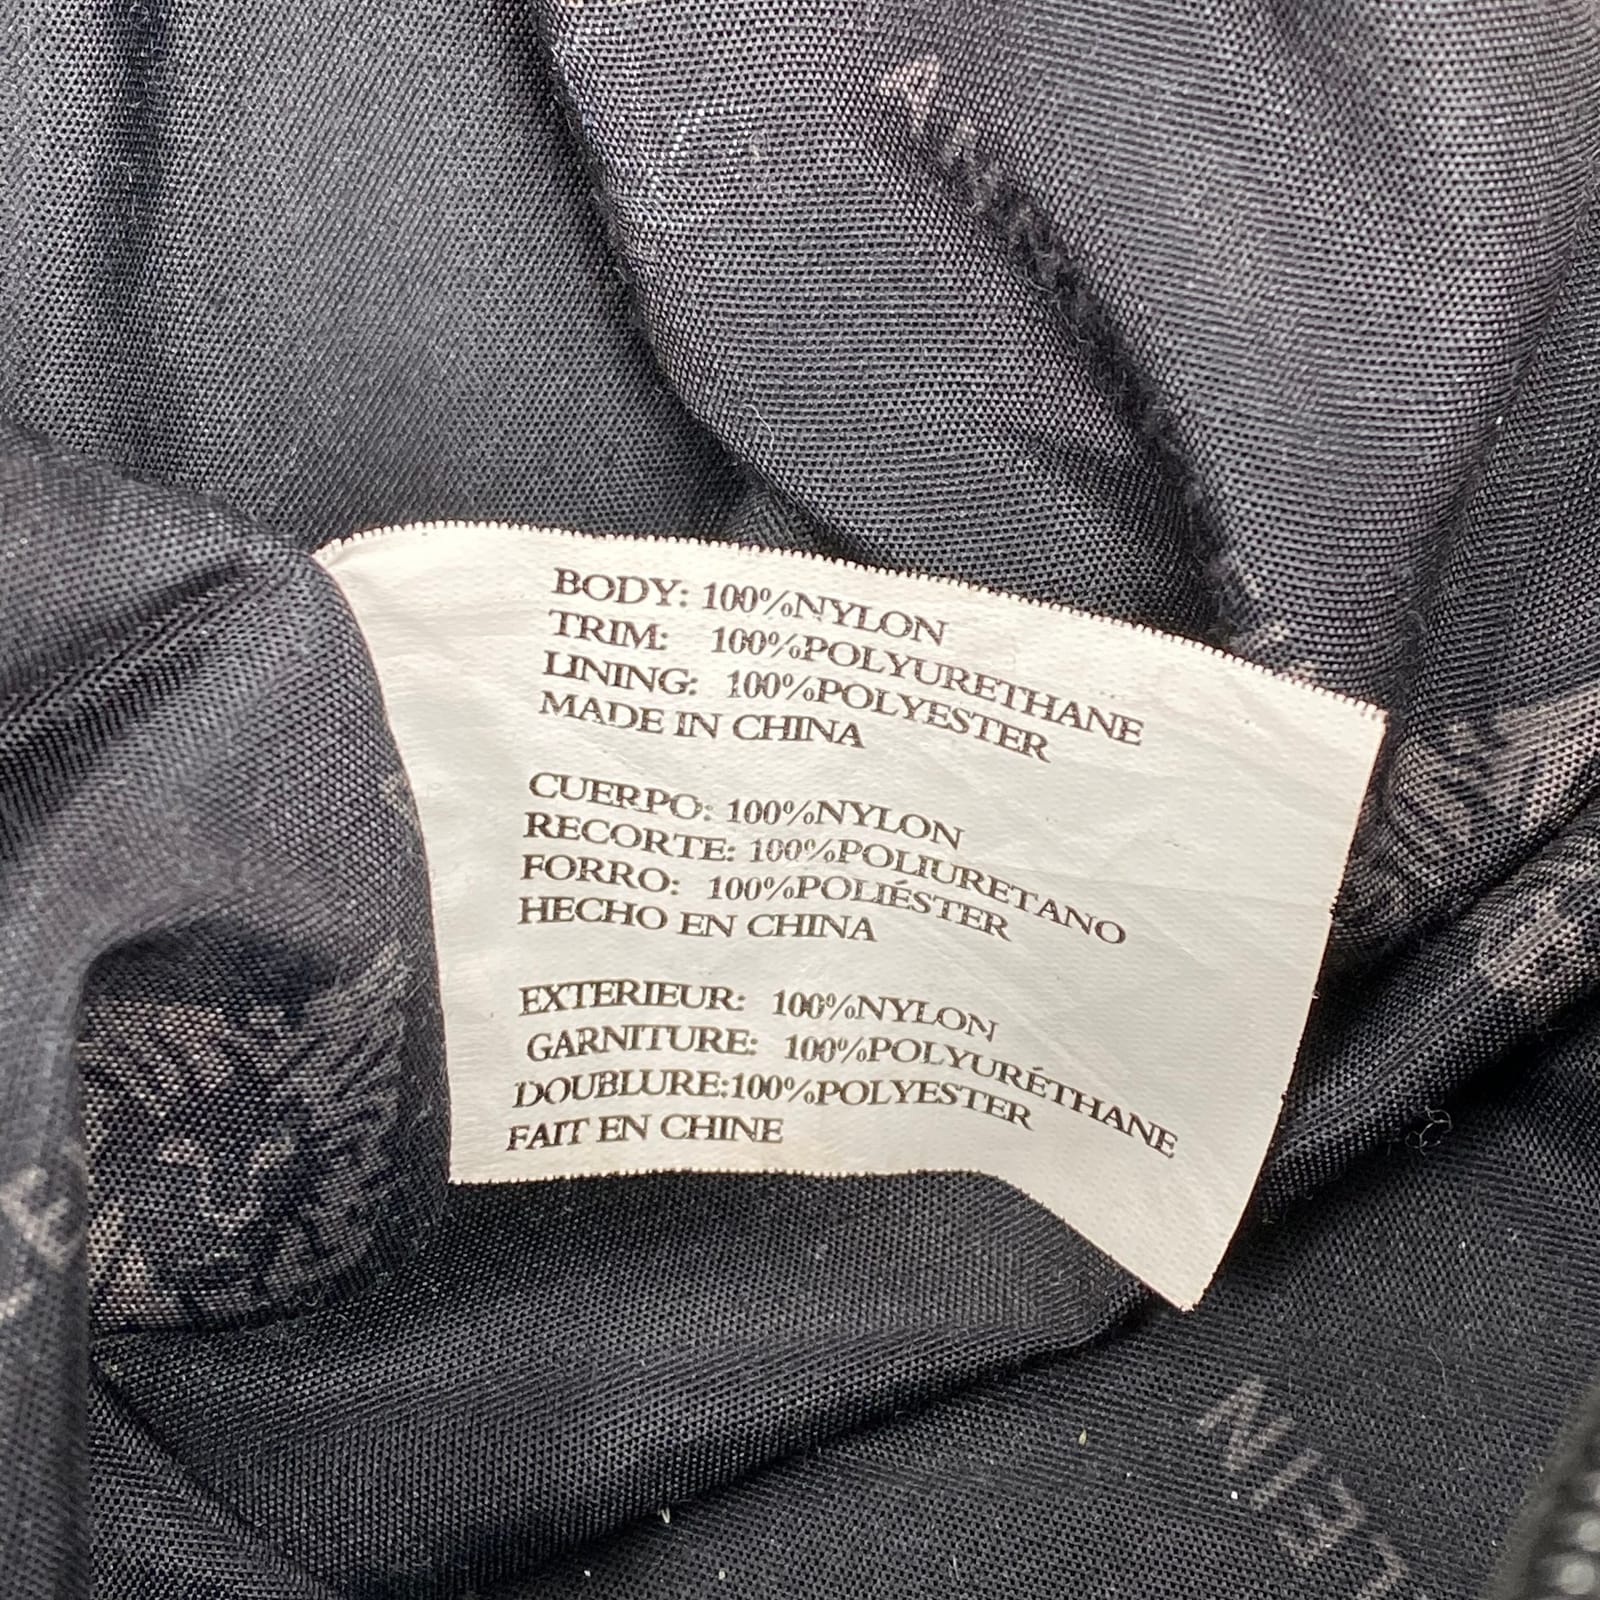 BODY: 100%NYLON
TRIM: 100%POLYURETHANE
LINING: 100%POLYESTER
MADE IN CHINA
CUERPO: 100%NYLON
RECORTE: 100%POLIURETANO
FORRO: 100%POLIÉSTER
HECHO EN CHINA
EXTERIEUR: 100%NYLON
GARNITURE: 100%POLYURÉTHANE
DOUBLURE:100%POLYESTER
FAIT EN CHINE